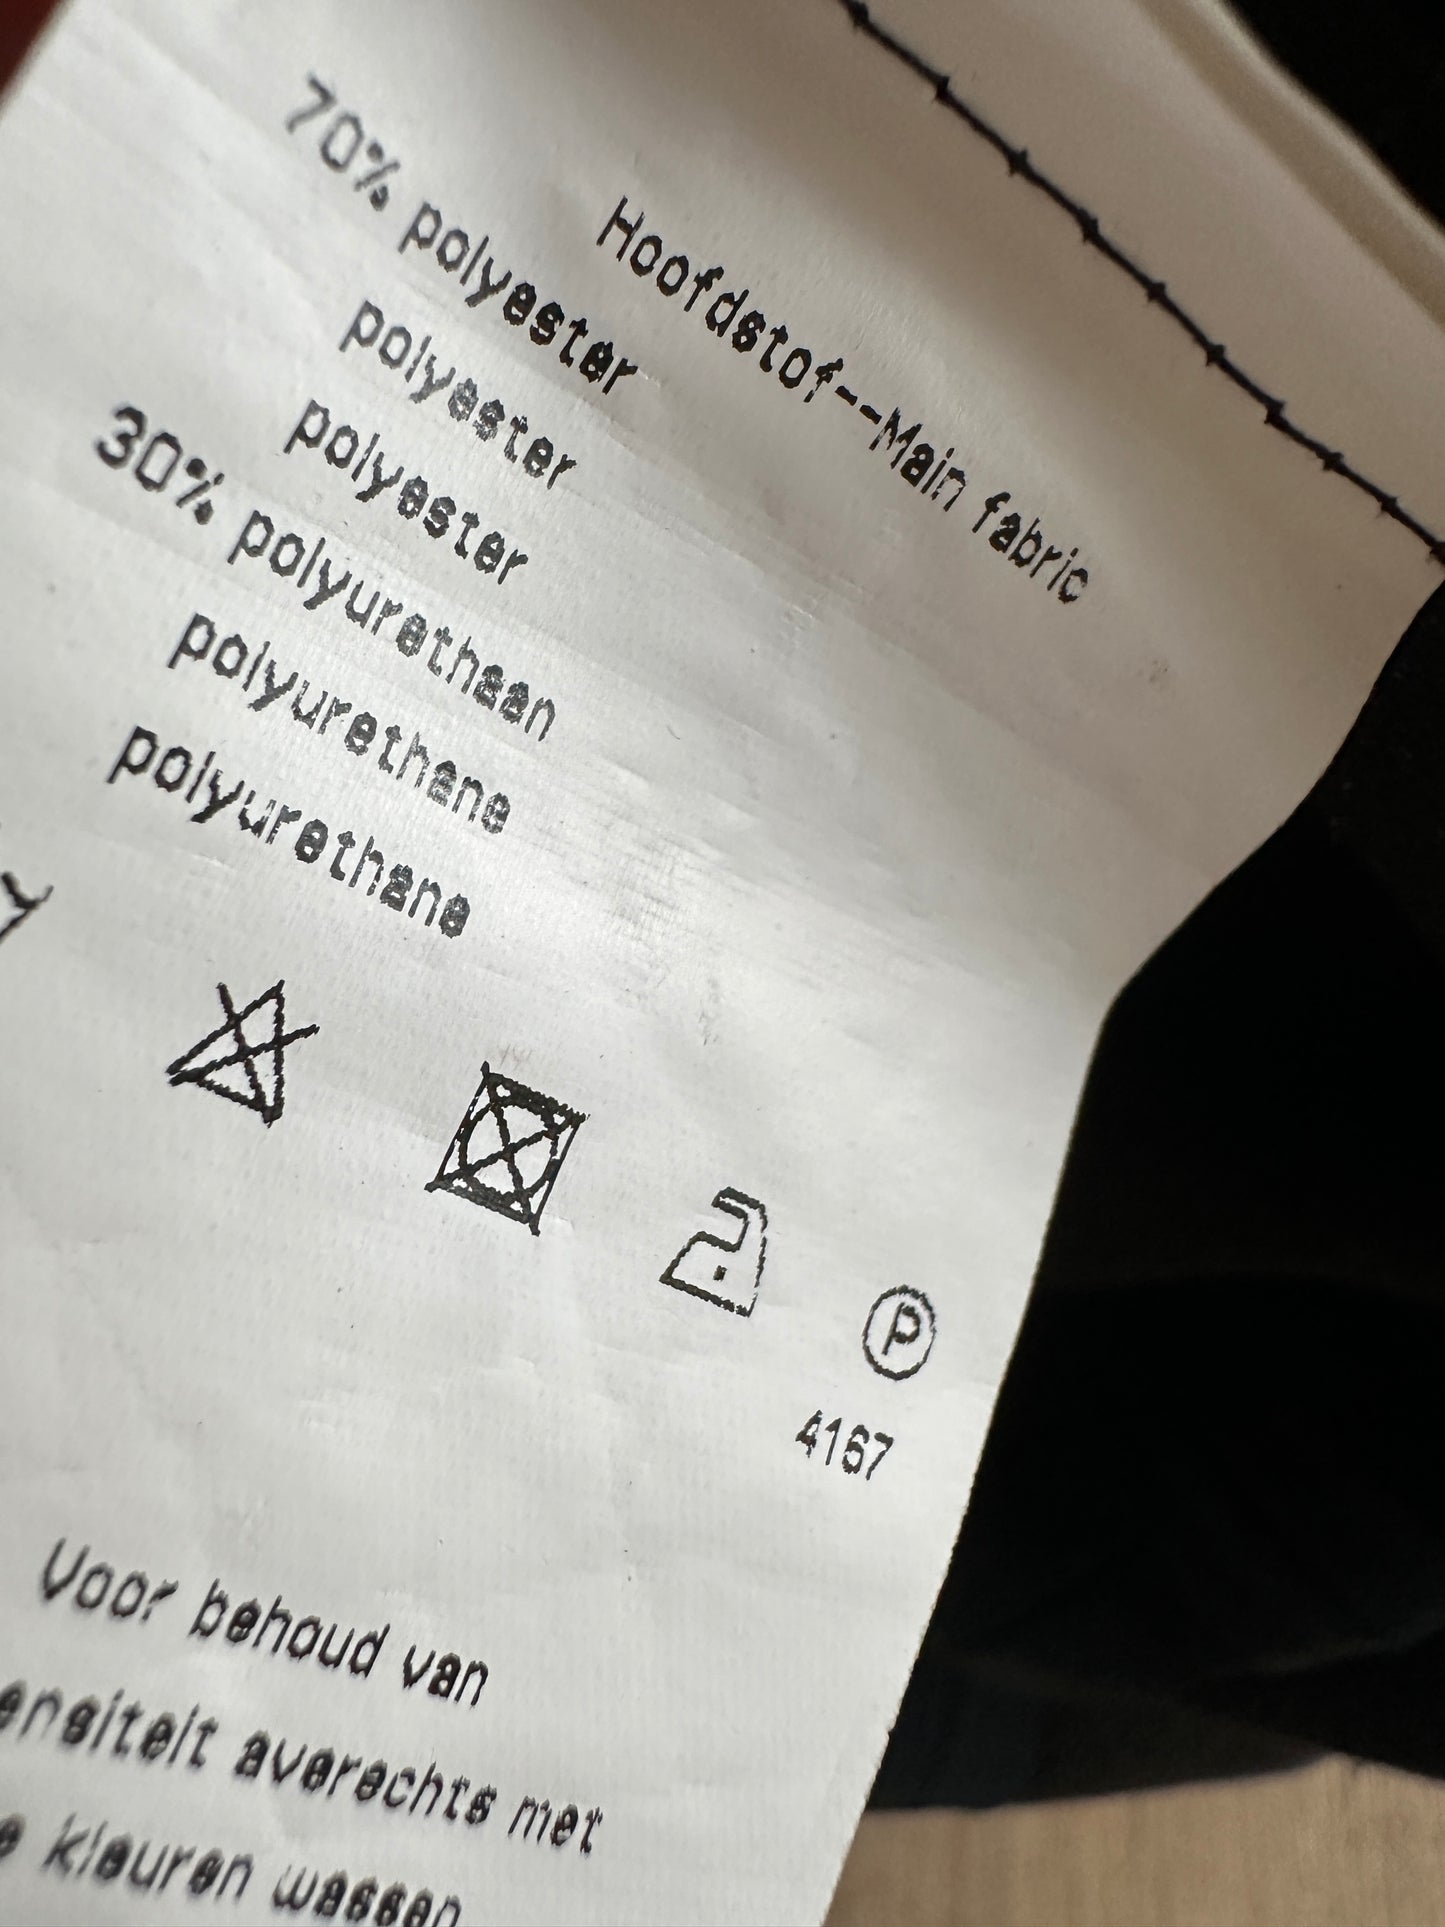 Hoofdstof--Main fabric
70% polyester
polyester
polyester
30% polyurethaan
polyurethane
polyurethane
P
4167
Voor behoud van
ensiteit averechts met
kleuren wassen